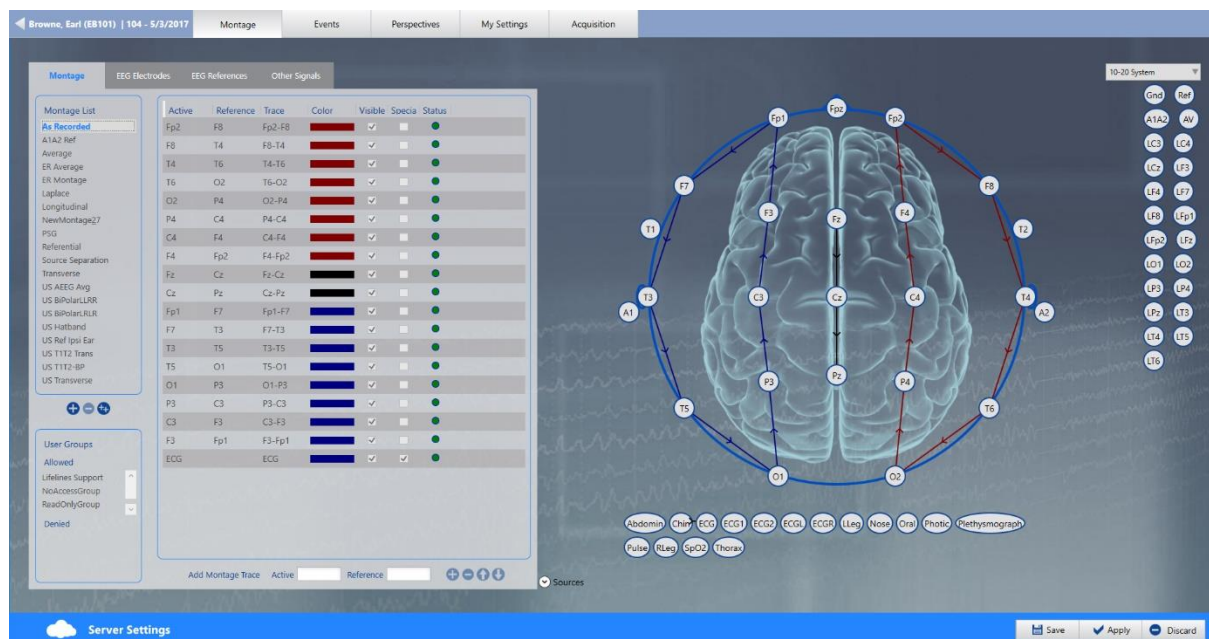 Browne, Earl (EB101) | 104 - 5/3/2017 Montage Events Perspectives My Settings Acquisition
Montage EEG Electrodes EEG References Other Signals
Montage List
As Recorded
A1A2 Ref
Average
ER Average
ER Montage
Laplace
Longitudinal
NewMontage27
PSG
Referential
Source Separation
Transverse
US AEEG Avg
US BiPolarLLRR
US BiPolarLRLR
US Hatband
US Ref Ipsi Ear
US T1T2 Trans
US T1T2-BP
US Transverse
User Groups
Allowed
Lifelines Support
NoAccessGroup
ReadOnlyGroup
Denied
Active Reference Trace Color Visible Specia Status
Fp2 F8 Fp2-F8
F8 T4 F8-T4
T4 T6 T4-T6
T6 O2 T6-O2
O2 P4 O2-P4
P4 C4 P4-C4
C4 F4 C4-F4
F4 Fp2 F4-Fp2
Fz Cz Fz-Cz
Cz Pz Cz-Pz
Fp1 F7 Fp1-F7
F7 T3 F7-T3
T3 T5 T3-T5
T5 O1 T5-O1
O1 P3 O1-P3
P3 C3 P3-C3
C3 F3 C3-F3
F3 Fp1 F3-Fp1
ECG ECG
Add Montage Trace Active Reference
Sources
Fp1 Fpz Fp2
F7 F8
F3 Fz F4
T1 T2
T3 C3 Cz C4 T4
A1 A2
P3 Pz P4
T5 T6
O1 O2
Abdomin Chin ECG ECG1 ECG2 ECGL ECGR LLeg Nose Oral Photic Plethysmograph
Pulse RLeg SpO2 Thorax
10-20 System
Gnd Ref
A1A2 AV
LC3 LC4
LCz LF3
LF4 LF7
LF8 LFp1
LFp2 LFz
LO1 LO2
LP3 LP4
LPz LT3
LT4 LT5
LT6
Server Settings Save Apply Discard